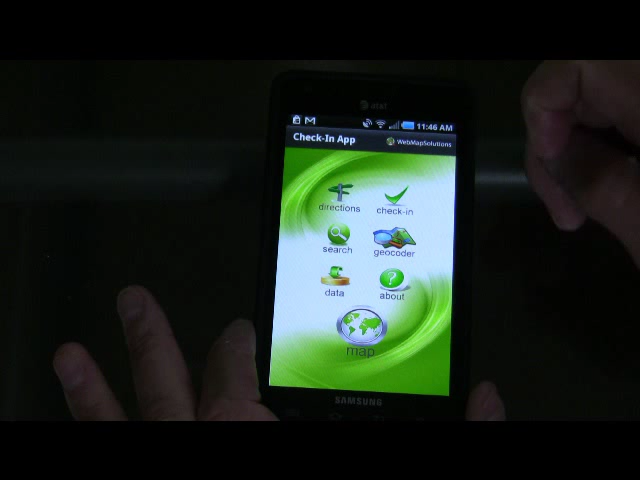 at&t
11:46 AM
Check-In App
WebMapSolutions
directions
check-in
search
geocoder
data
about
map
SAMSUNG